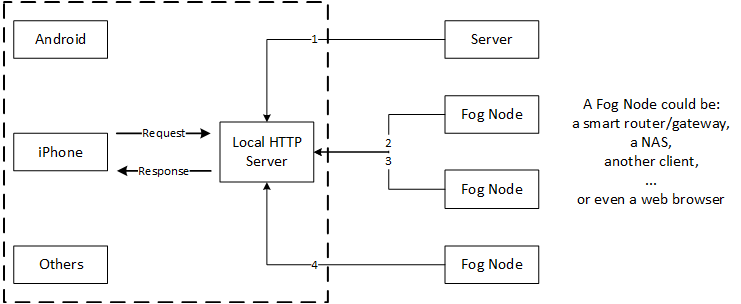 Android
1
Server
Fog Node
A Fog Node could be:
a smart router/gateway,
a NAS,
another client,
...
or even a web browser
Request
iPhone
Response
Local HTTP
Server
2
3
Fog Node
Others
4
Fog Node